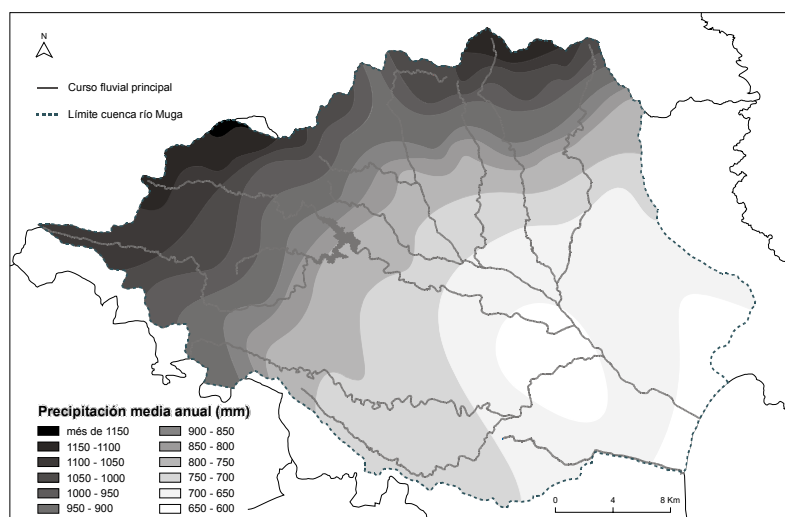 N
Curso fluvial principal
Límite cuenca río Muga
Precipitación media anual (mm)
més de 1150
1150 -1100
1100 - 1050
1050 - 1000
1000 - 950
950 - 900
900 - 850
850 - 800
800 - 750
750 - 700
700 - 650
650 - 600
0 4 8 Km